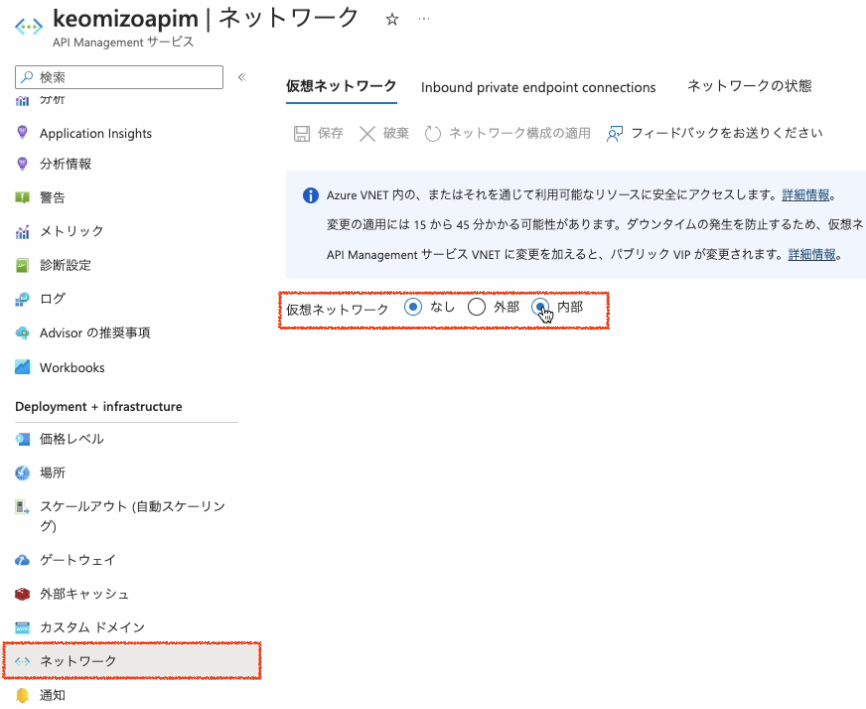 keomizoapim | ネットワーク ☆ ...
API Management サービス
検索 «
分析
Application Insights
分析情報
警告
メトリック
診断設定
ログ
Advisor の推奨事項
Workbooks
Deployment + infrastructure
価格レベル
場所
スケールアウト (自動スケーリン
グ)
ゲートウェイ
外部キャッシュ
カスタム ドメイン
ネットワーク
通知
仮想ネットワーク Inbound private endpoint connections ネットワークの状態
保存 破棄 ネットワーク構成の適用 フィードバックをお送りください
Azure VNET 内の、またはそれを通じて利用可能なリソースに安全にアクセスします。詳細情報。
変更の適用には 15 から 45 分かかる可能性があります。ダウンタイムの発生を防止するため、仮想ネ
API Management サービス VNET に変更を加えると、パブリック VIP が変更されます。詳細情報。
仮想ネットワーク なし 外部 内部